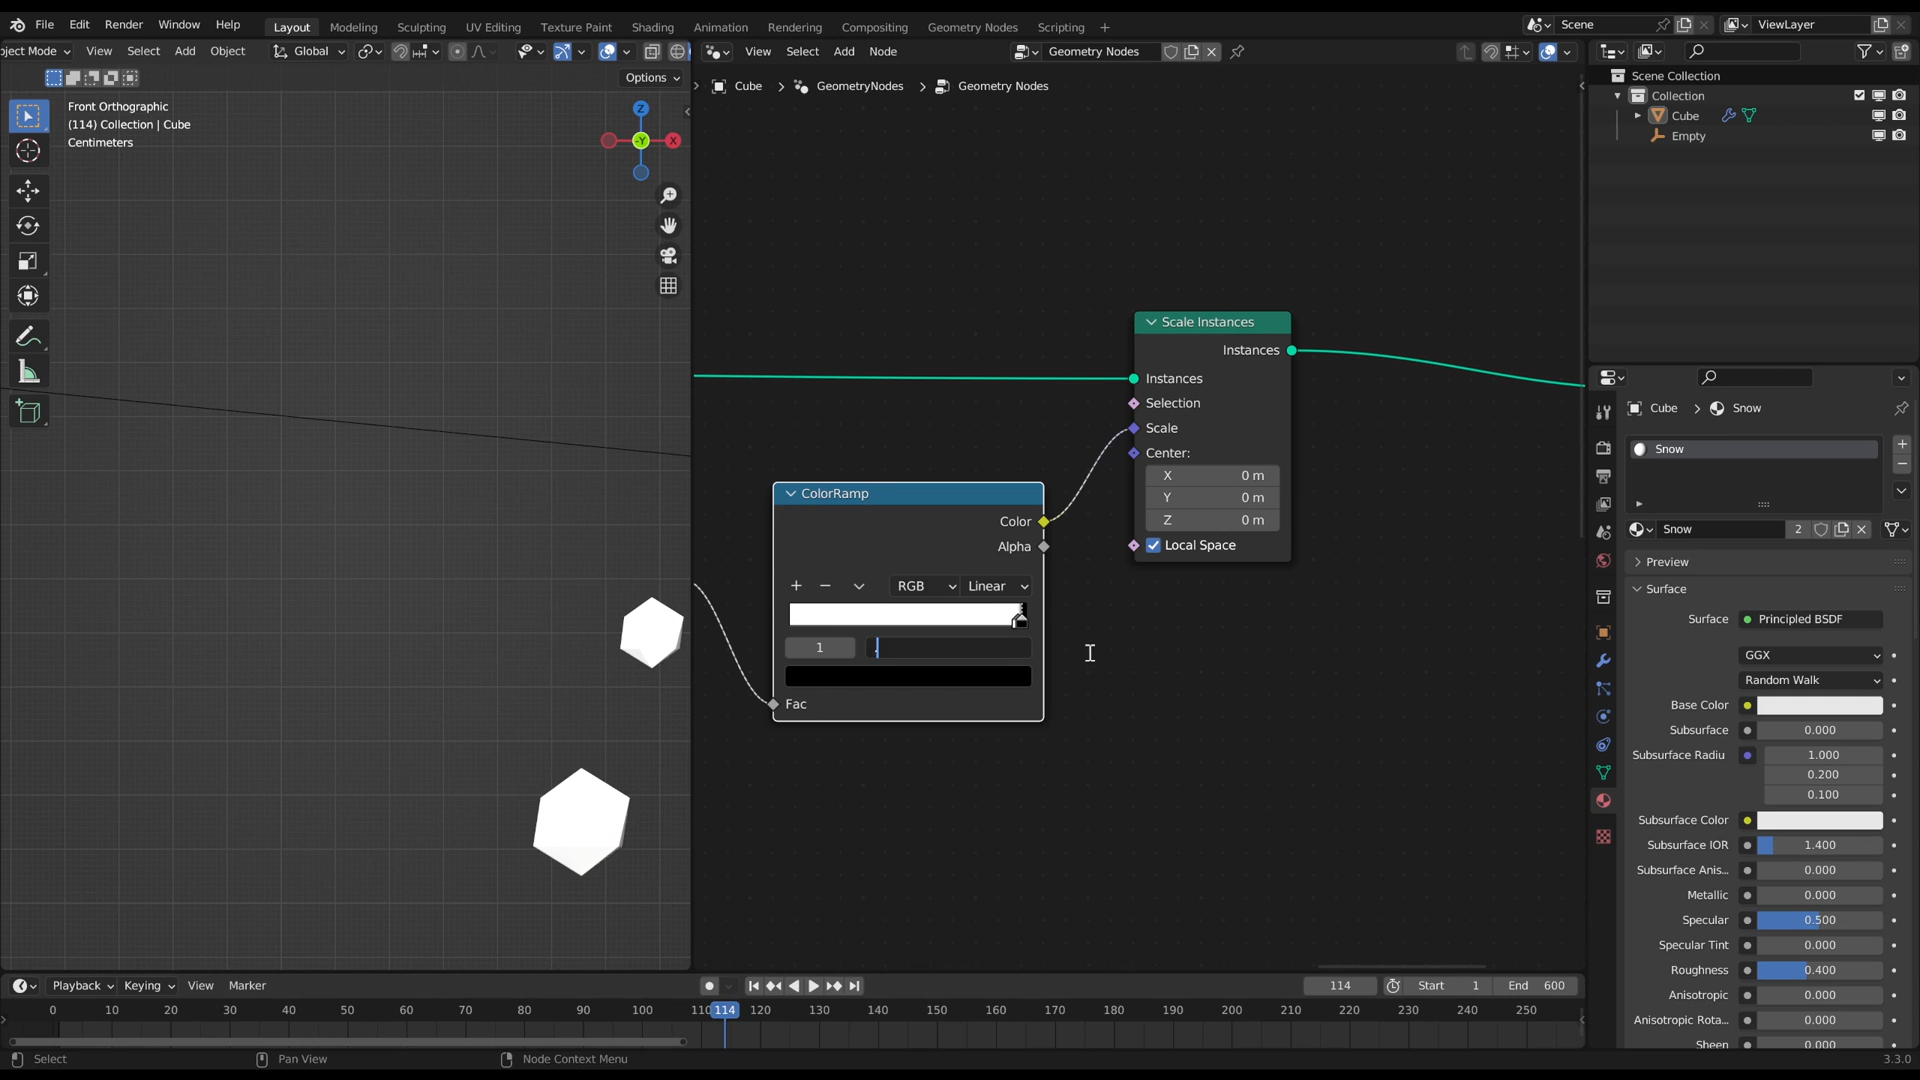 File Edit Render Window Help Layout Modeling Sculpting UV Editing Texture Paint Shading Animation Rendering Compositing Geometry Nodes Scripting + Scene ViewLayer
ject Mode View Select Add Object Global View Select Add Node Geometry Nodes
Options
Cube > GeometryNodes > Geometry Nodes
Front Orthographic
(114) Collection | Cube
Centimeters
Z
-Y
X
Scale Instances
Instances
Instances
Selection
Scale
Center:
X 0 m
Y 0 m
Z 0 m
Local Space
ColorRamp
Color
Alpha
+ − RGB Linear
1 .
Fac
Scene Collection
Collection
Cube
Empty
Cube > Snow
Snow
Snow 2
Preview
Surface
Surface Principled BSDF
GGX
Random Walk
Base Color
Subsurface 0.000
Subsurface Radiu 1.000
0.200
0.100
Subsurface Color
Subsurface IOR 1.400
Subsurface Anis... 0.000
Metallic 0.000
Specular 0.500
Specular Tint 0.000
Roughness 0.400
Anisotropic 0.000
Anisotropic Rota... 0.000
Sheen 0.000
Playback Keying View Marker 114 Start 1 End 600
0 10 20 30 40 50 60 70 80 90 100 110 114 120 130 140 150 160 170 180 190 200 210 220 230 240 250
Select Pan View Node Context Menu 3.3.0